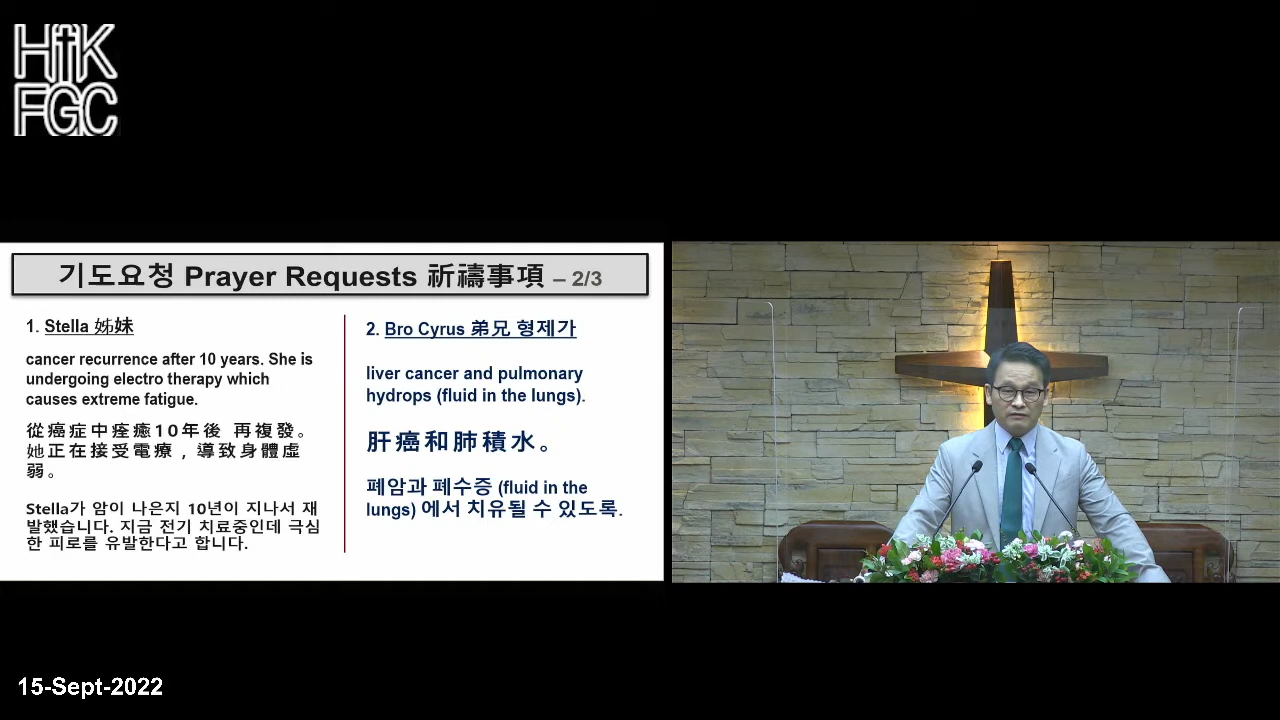 HK
FGC
기도요청 Prayer Requests 祈禱事項 – 2/3
1. Stella 姊妹
cancer recurrence after 10 years. She is
undergoing electro therapy which
causes extreme fatigue.
從癌症中痊癒10年後 再複發。
她正在接受電療，導致身體虛
弱。
Stella가 암이 나은지 10년이 지나서 재
발했습니다. 지금 전기 치료중인데 극심
한 피로를 유발한다고 합니다.
2. Bro Cyrus 弟兄 형제가
liver cancer and pulmonary
hydrops (fluid in the lungs).
肝癌和肺積水。
폐암과 폐수증 (fluid in the
lungs) 에서 치유될 수 있도록.
15-Sept-2022